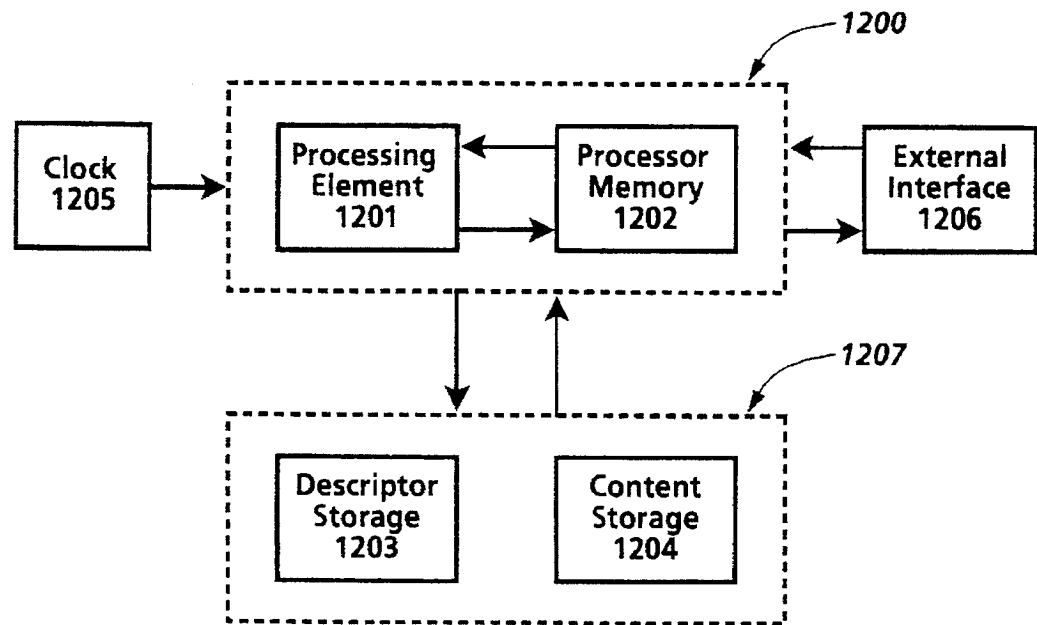 1200
Clock
1205
Processing
Element
1201
Processor
Memory
1202
External
Interface
1206
1207
Descriptor
Storage
1203
Content
Storage
1204